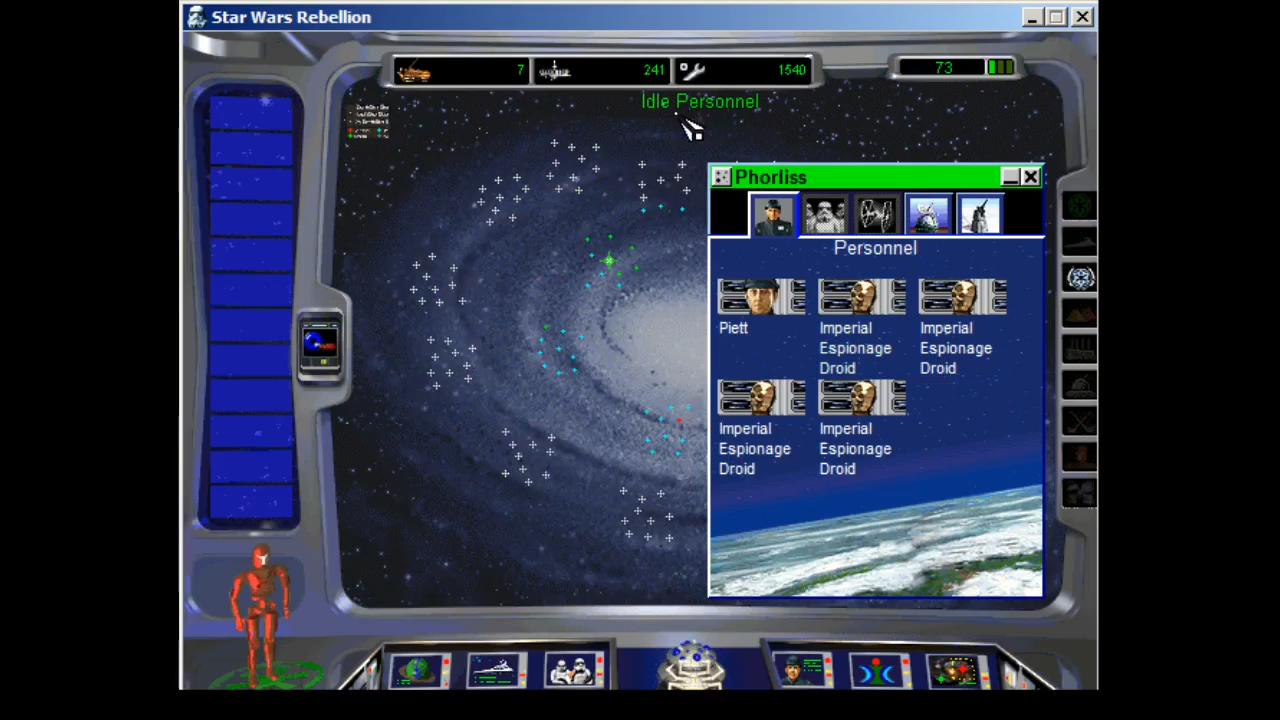 Star Wars Rebellion
7 241 1540 73
Idle Personnel
Phorliss
Personnel
Piett
Imperial
Espionage
Droid
Imperial
Espionage
Droid
Imperial
Espionage
Droid
Imperial
Espionage
Droid